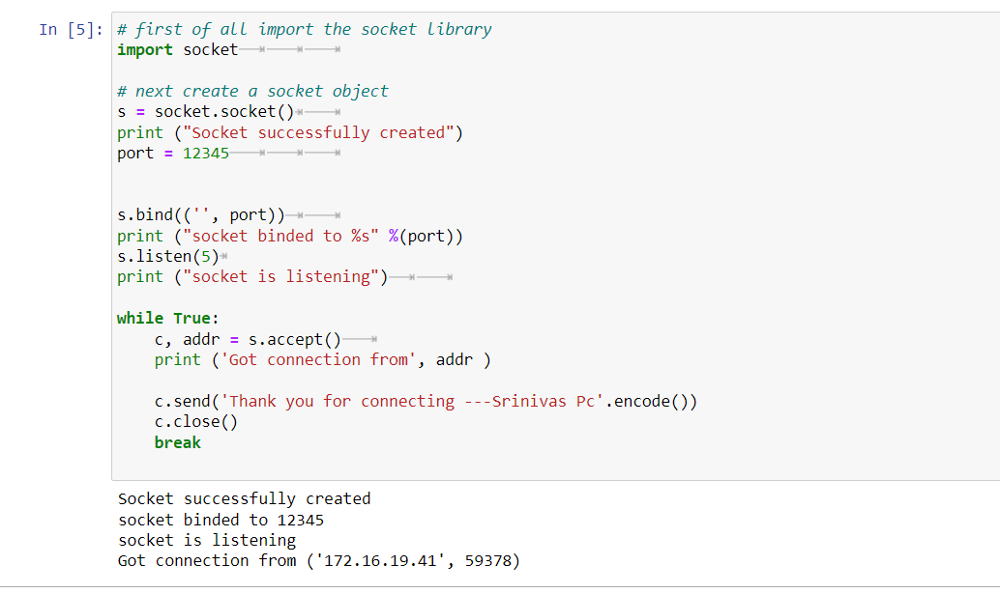 In [5]:
# first of all import the socket library
import socket
# next create a socket object
s = socket.socket()
print ("Socket successfully created")
port = 12345
s.bind(('', port))
print ("socket binded to %s" %(port))
s.listen(5)
print ("socket is listening")
while True:
    c, addr = s.accept()
    print ('Got connection from', addr )
    c.send('Thank you for connecting ---Srinivas Pc'.encode())
    c.close()
    break
Socket successfully created
socket binded to 12345
socket is listening
Got connection from ('172.16.19.41', 59378)